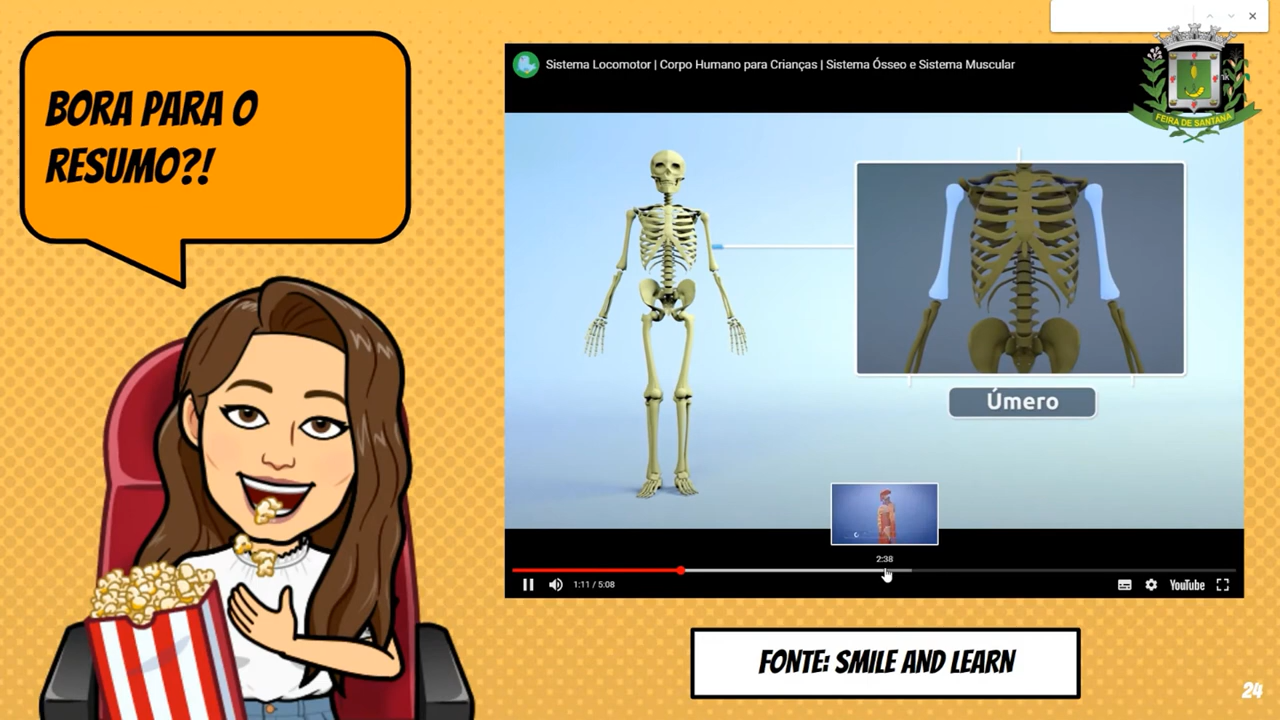 BORA PARA O
RESUMO?!
Sistema Locomotor | Corpo Humano para Crianças | Sistema Ósseo e Sistema Muscular
FEIRA DE SANTANA
Úmero
2:38
1:11 / 5:08
YouTube
FONTE: SMILE AND LEARN
24